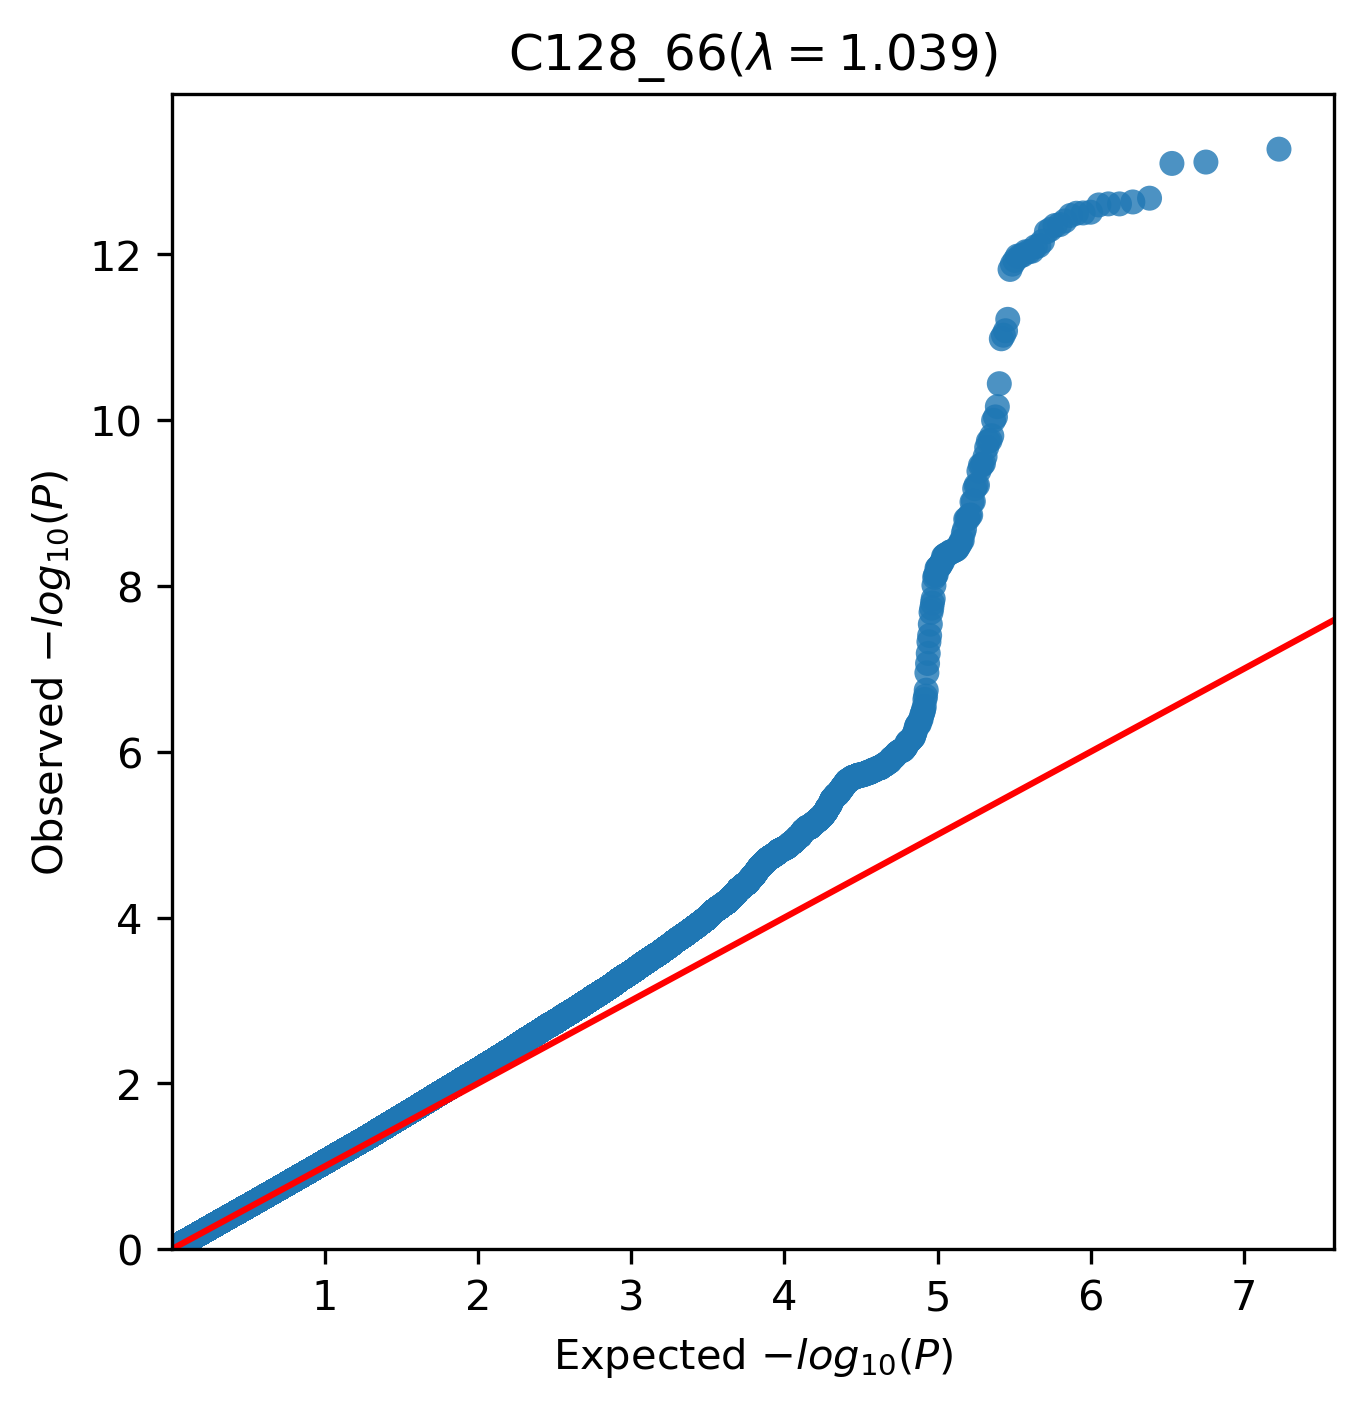 C128_66(λ = 1.039)
Observed −log₁₀(P)
12
10
8
6
4
2
0
1 2 3 4 5 6 7
Expected −log₁₀(P)